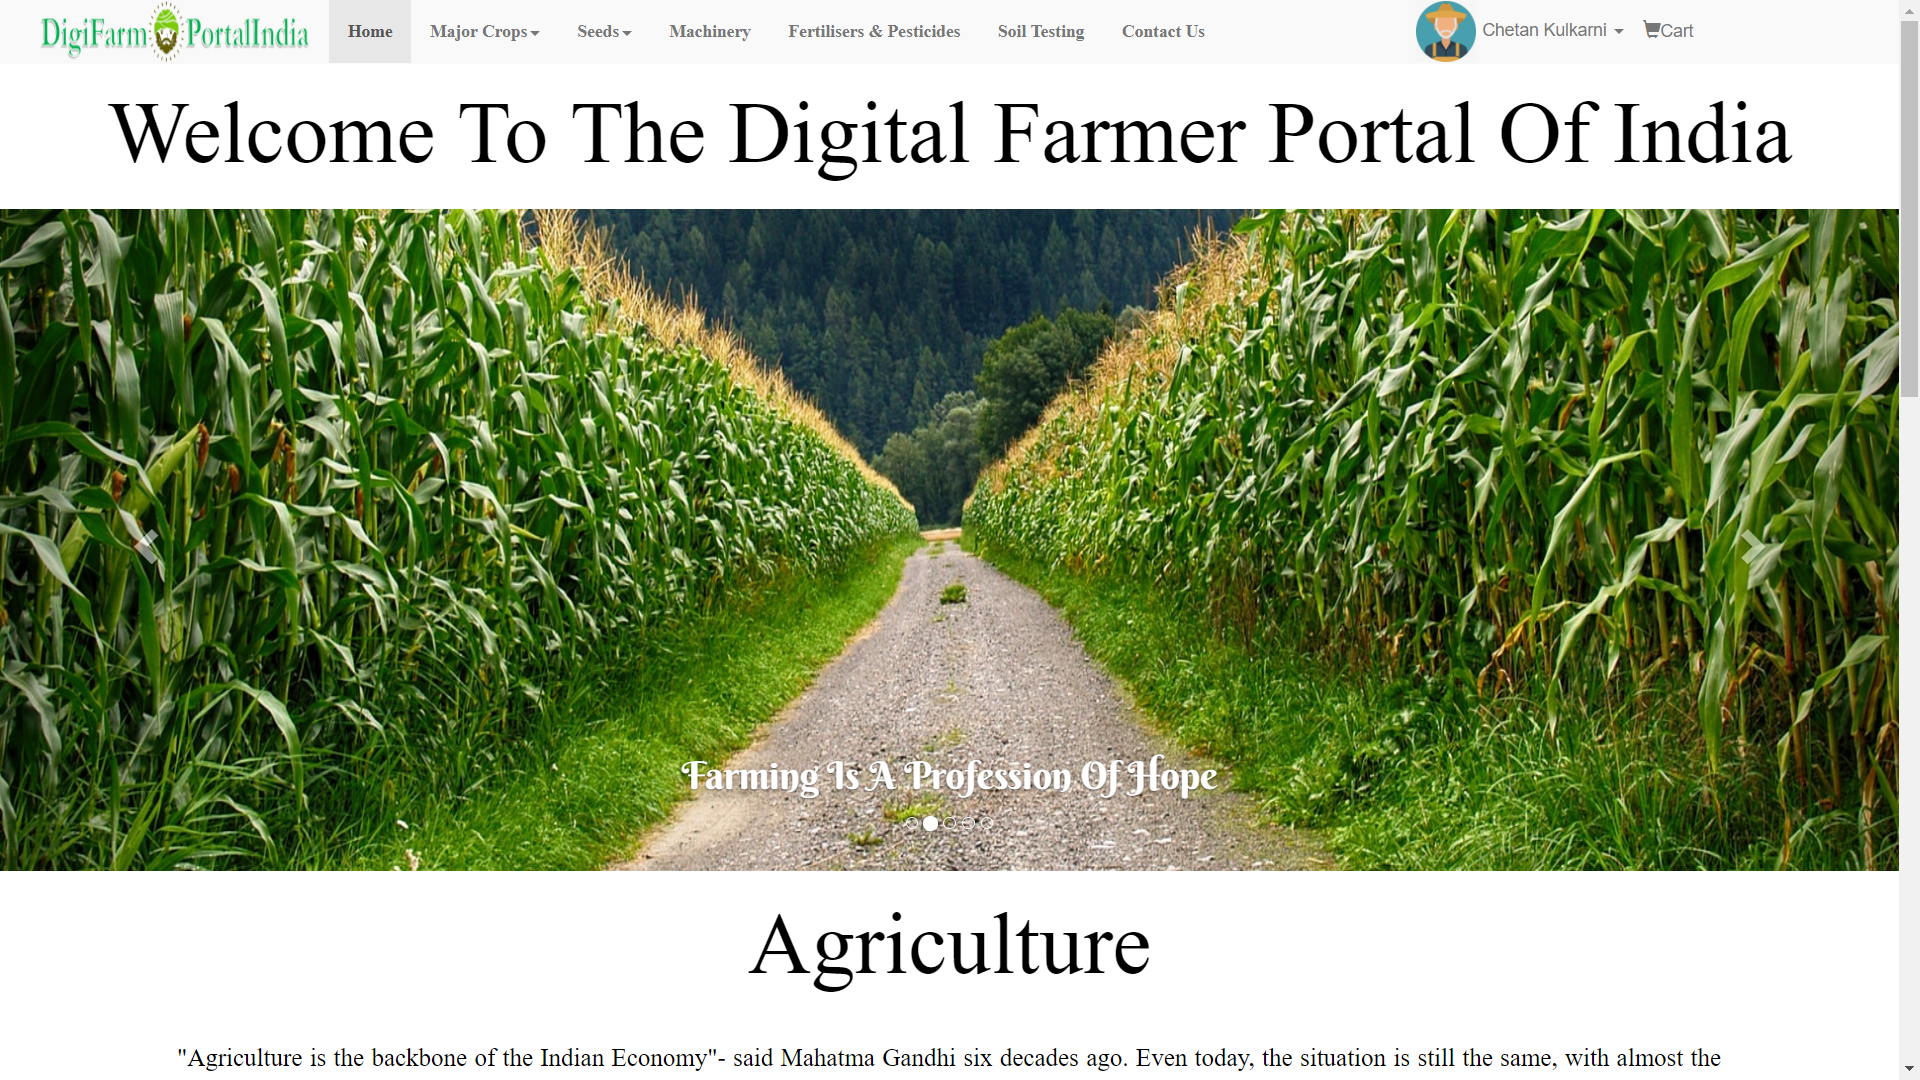 DigiFarm PortalIndia
Home Major Crops Seeds Machinery Fertilisers & Pesticides Soil Testing Contact Us Chetan Kulkarni Cart
Welcome To The Digital Farmer Portal Of India
Farming Is A Profession Of Hope
Agriculture
"Agriculture is the backbone of the Indian Economy"- said Mahatma Gandhi six decades ago. Even today, the situation is still the same, with almost the